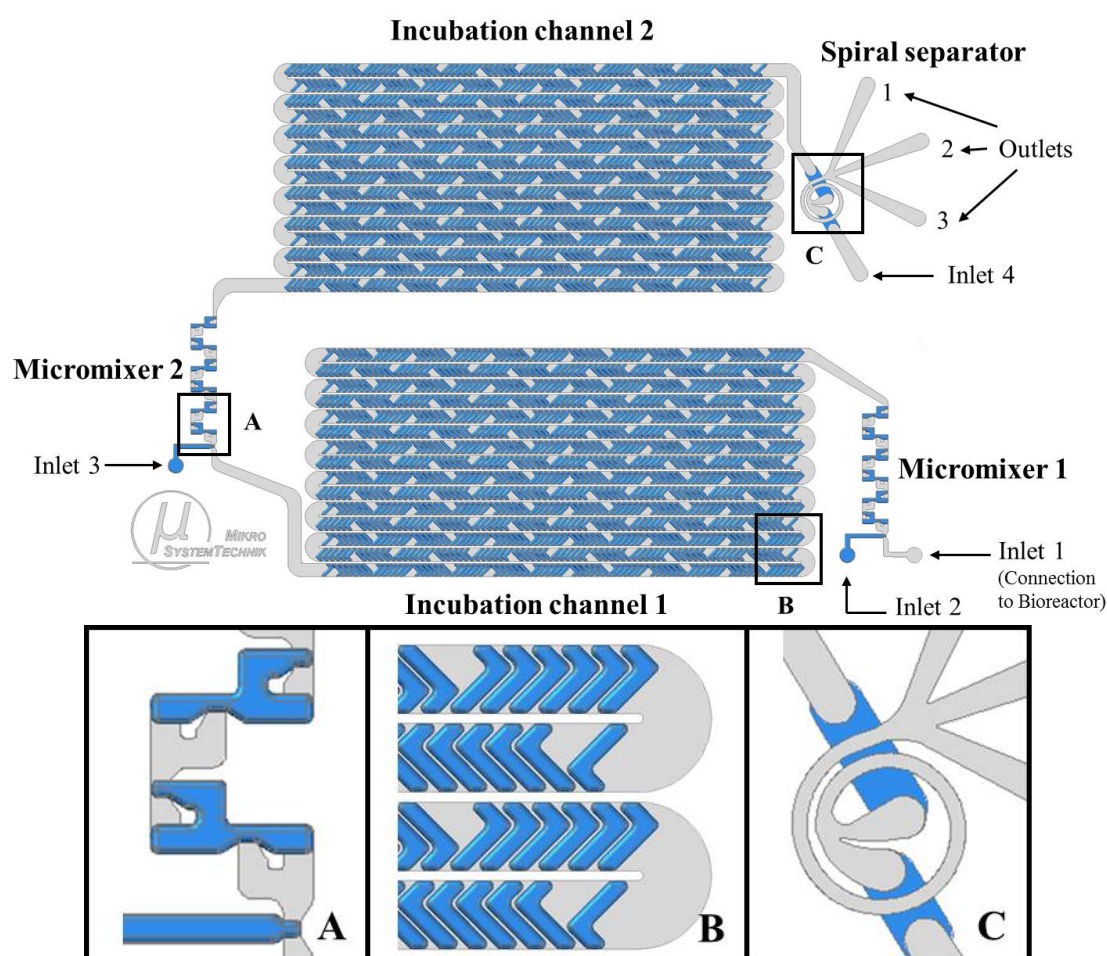 Incubation channel 2
Spiral separator
1
2
Outlets
3
C
Inlet 4
Micromixer 2
A
Inlet 3
Micromixer 1
µ
MIKRO
SYSTEMTECHNIK
Inlet 1
(Connection
to Bioreactor)
Inlet 2
B
Incubation channel 1
A
B
C